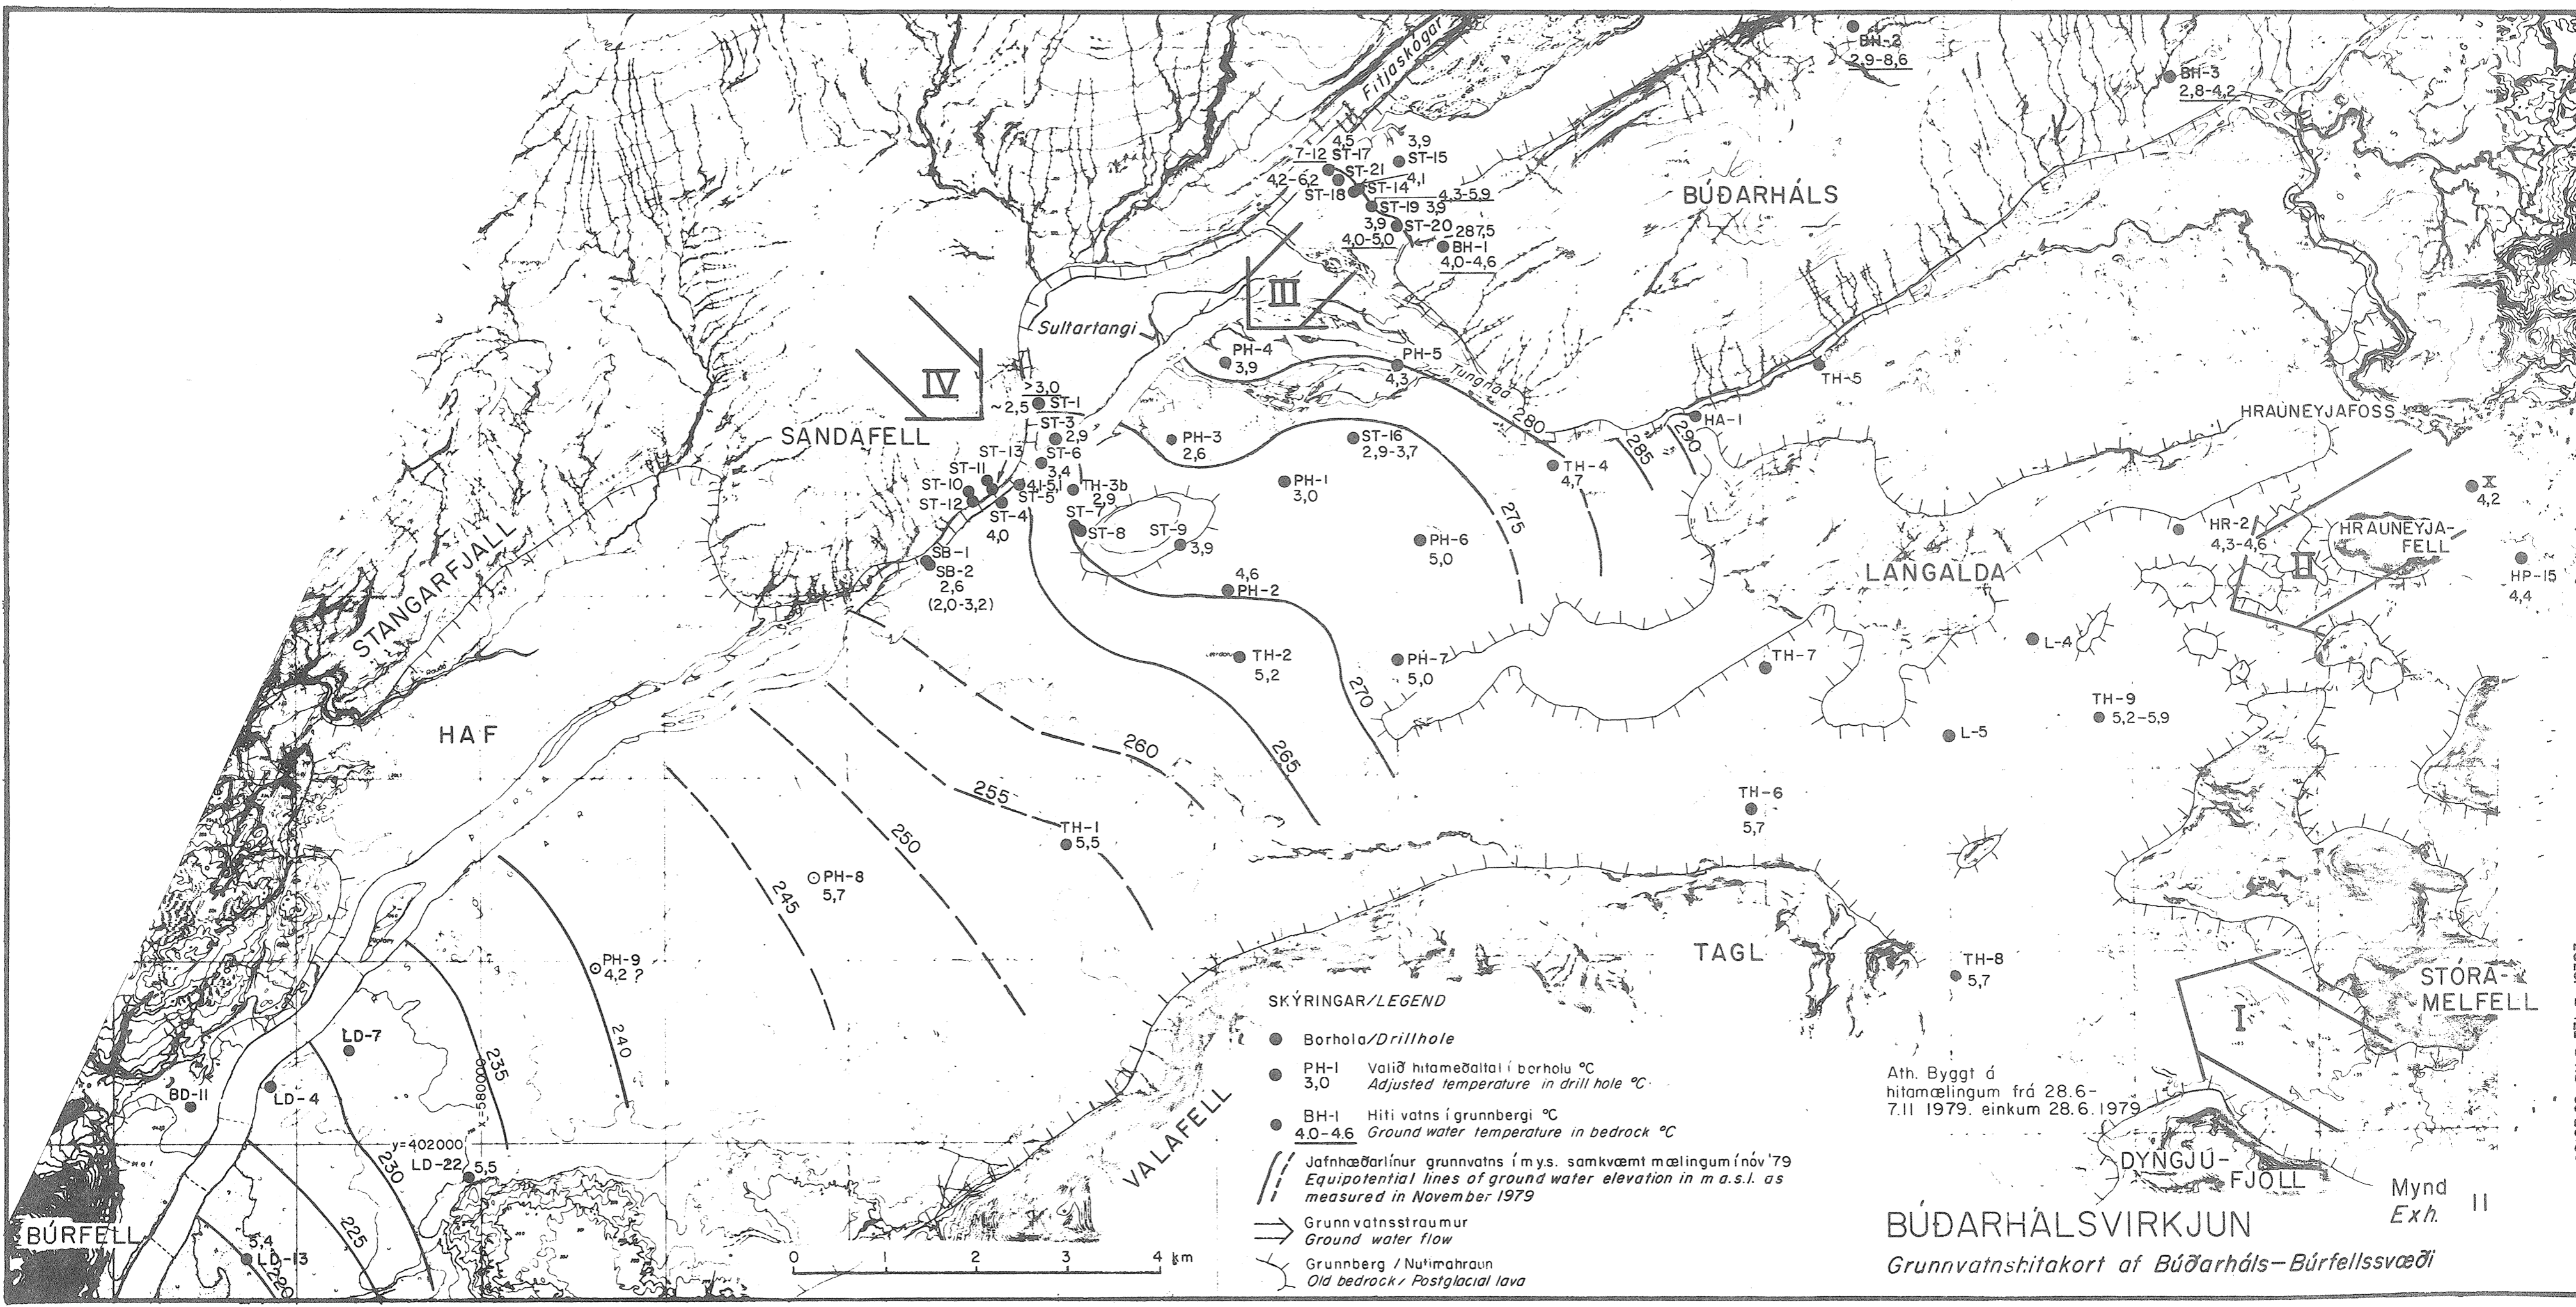 BH-2
2,9-8,6
BH-3
2,8-4,2
Fitjaskógar
4,5
7-12 ST-17
3,9
ST-15
ST-21
4,2-6,2
4,1
ST-18
ST-14
4,3-5,9
ST-19 3,9
3,9 ST-20
4,0-5,0
287,5
BH-1
4,0-4,6
BÚÐARHÁLS
III
Sultartangi
PH-4
3,9
PH-5
4,3
Tungnaá
280
TH-5
HA-1
285
290
HRAUNEYJAFOSS
IV
>3,0
~2,5 ST-1
ST-3
2,9
SANDAFELL
ST-13
ST-6
3,4
ST-11
ST-10
4,1-5,1
ST-5
ST-12
ST-4
4,0
TH-3b
2,9
ST-7
ST-8
ST-9
3,9
PH-3
2,6
ST-16
2,9-3,7
PH-1
3,0
TH-4
4,7
275
PH-6
5,0
X
4,2
HR-2
4,3-4,6
HRAUNEYJA-
FELL
II
HP-15
4,4
LANGALDA
STANGARFJALL
SB-1
SB-2
2,6
(2,0-3,2)
4,6
PH-2
TH-2
5,2
PH-7
5,0
270
TH-7
L-4
L-5
TH-9
5,2-5,9
HAF
260
265
255
250
245
TH-1
5,5
PH-8
5,7
TH-6
5,7
PH-9
4,2 ?
240
235
TAGL
TH-8
5,7
STÓRA-
MELFELL
I
LD-7
BD-11
LD-4
x=580000
y=402000
LD-22 5,5
230
225
220
BÚRFELL
5,4
LD-13
VALAFELL
DYNGJU-
FJÖLL
0 1 2 3 4 km
SKÝRINGAR/LEGEND
Borhola/Drillhole
PH-1 Valið hitameðaltal í borholu °C
3,0 Adjusted temperature in drill hole °C
BH-1 Hiti vatns í grunnbergi °C
4.0-4.6 Ground water temperature in bedrock °C
Jafnhæðarlínur grunnvatns í m y.s. samkvæmt mælingum í nóv '79
Equipotential lines of ground water elevation in m a.s.l. as
measured in November 1979
Grunnvatnsstraumur
Ground water flow
Grunnberg / Nútímahraun
Old bedrock / Postglacial lava
Ath. Byggt á
hitamælingum frá 28.6-
7.11 1979. einkum 28.6.1979
Mynd 11
Exh.
BÚÐARHÁLSVIRKJUN
Grunnvatnshitakort af Búðarháls-Búrfellssvæði